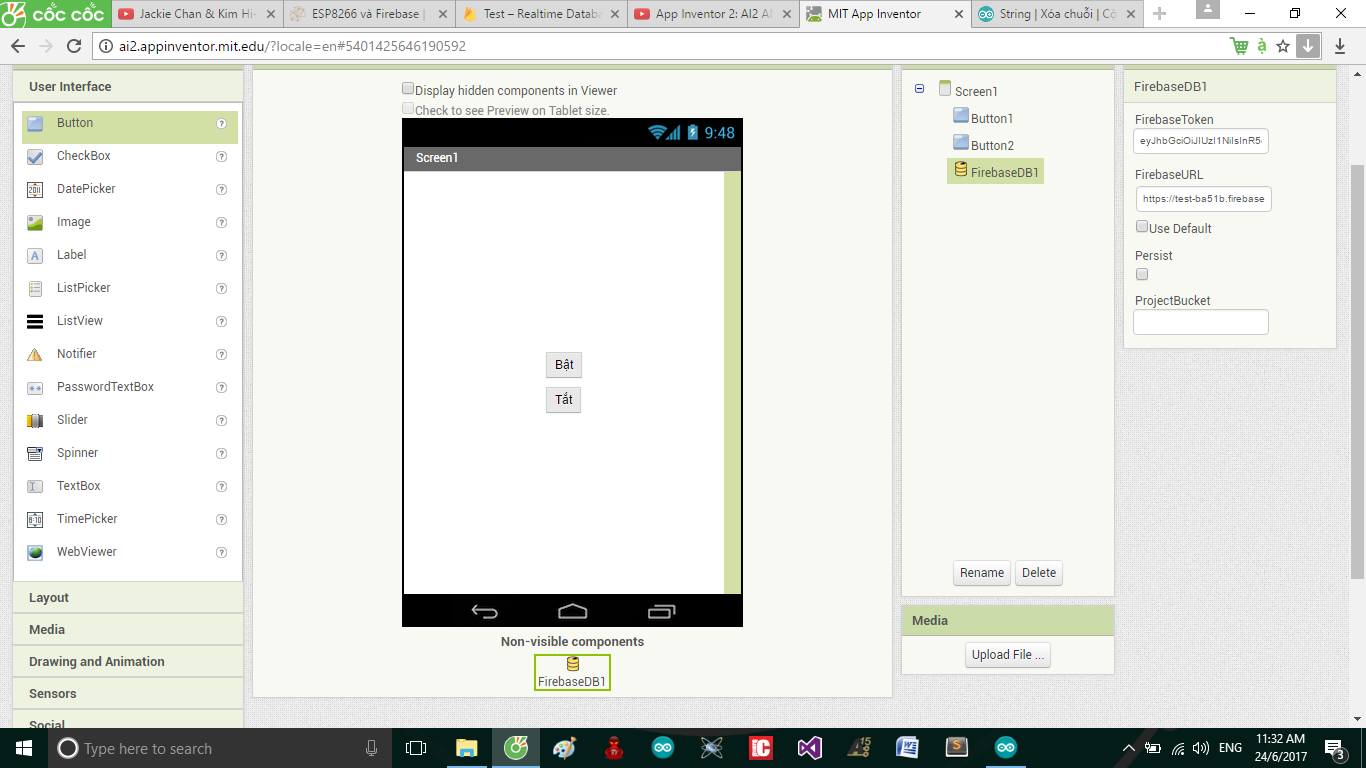 cốc cốc
Jackie Chan & Kim Hi-
ESP8266 và Firebase |
Test – Realtime Databa
App Inventor 2: AI2 A
MIT App Inventor
String | Xóa chuỗi | Cộ
ai2.appinventor.mit.edu/?locale=en#5401425646190592
User Interface
Button
CheckBox
DatePicker
Image
Label
ListPicker
ListView
Notifier
PasswordTextBox
Slider
Spinner
TextBox
TimePicker
WebViewer
Layout
Media
Drawing and Animation
Sensors
Social
Display hidden components in Viewer
Check to see Preview on Tablet size.
9:48
Screen1
Bật
Tắt
Non-visible components
FirebaseDB1
Screen1
Button1
Button2
FirebaseDB1
Rename Delete
Media
Upload File ...
FirebaseDB1
FirebaseToken
eyJhbGciOiJIUzI1NiIsInR5
FirebaseURL
https://test-ba51b.firebase
Use Default
Persist
ProjectBucket
Type here to search
ENG
11:32 AM
24/6/2017
3